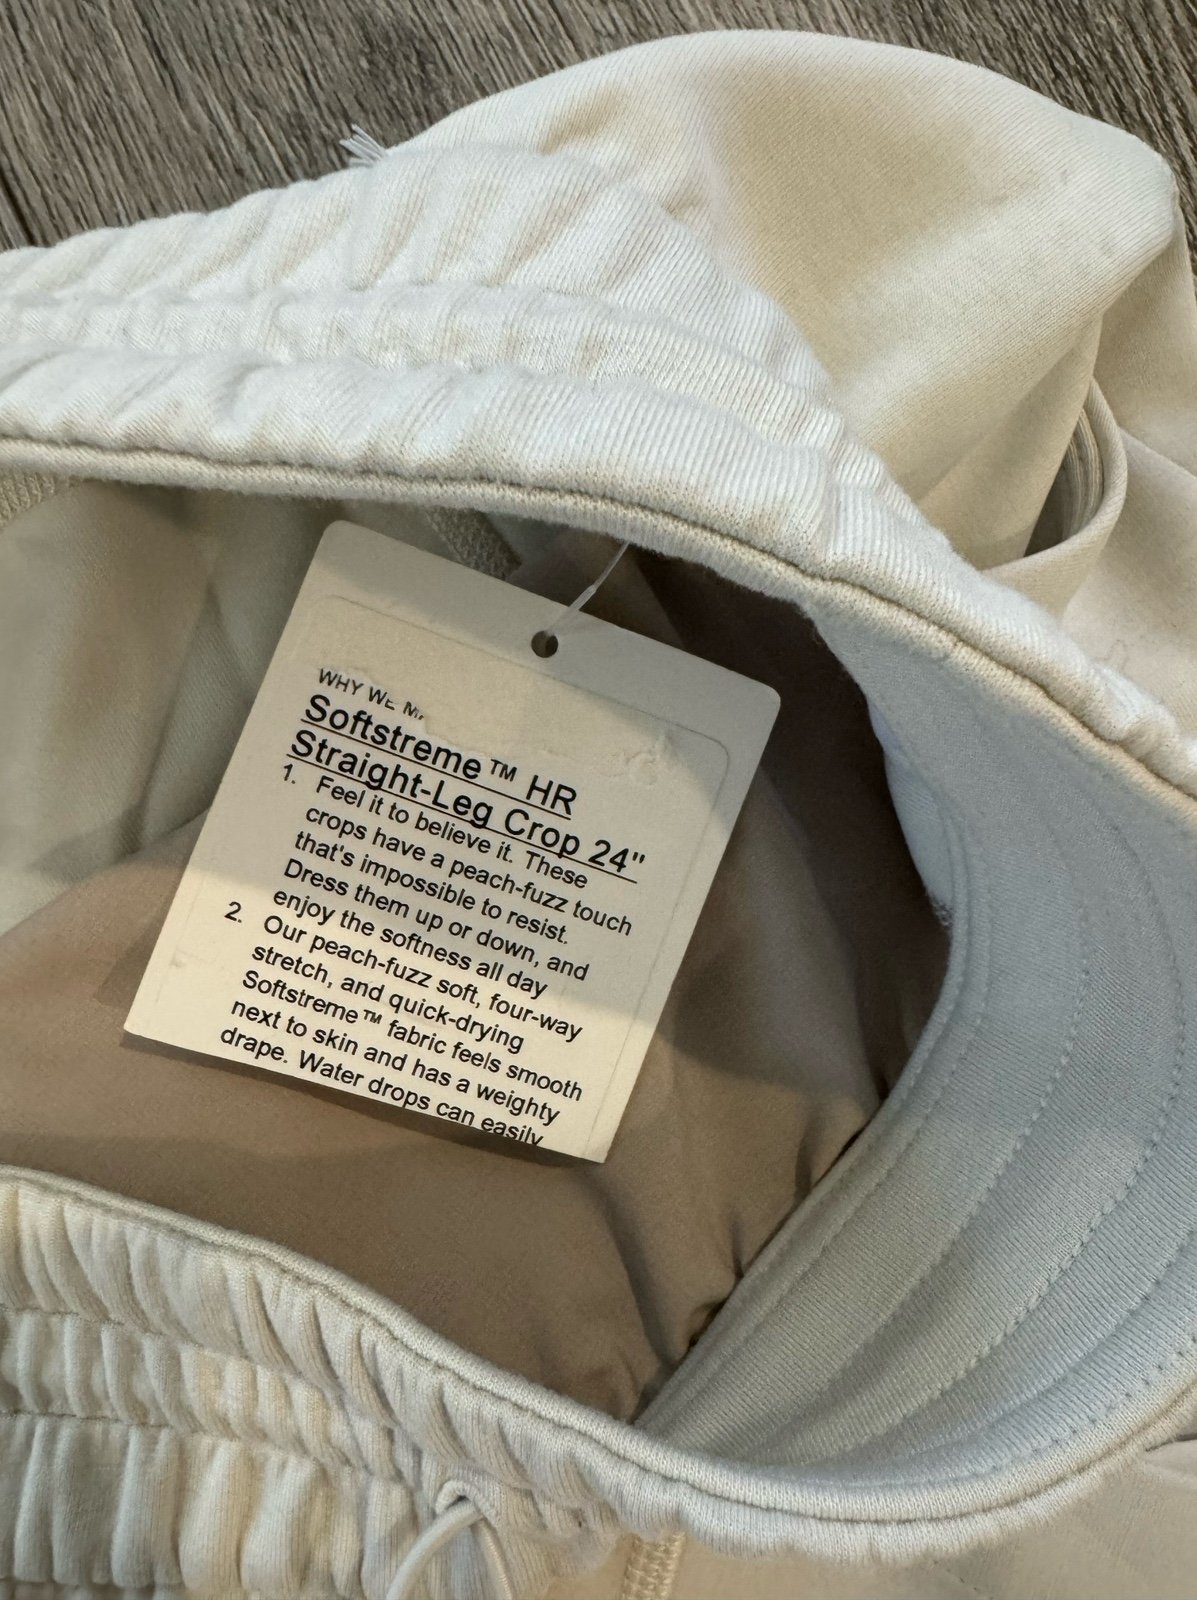 WHY WE M
Softstreme™ HR
Straight-Leg Crop 24"
1. Feel it to believe it. These
crops have a peach-fuzz touch
that's impossible to resist.
Dress them up or down, and
enjoy the softness all day
2. Our peach-fuzz soft, four-way
stretch, and quick-drying
Softstreme™ fabric feels smooth
next to skin and has a weighty
drape. Water drops can easily